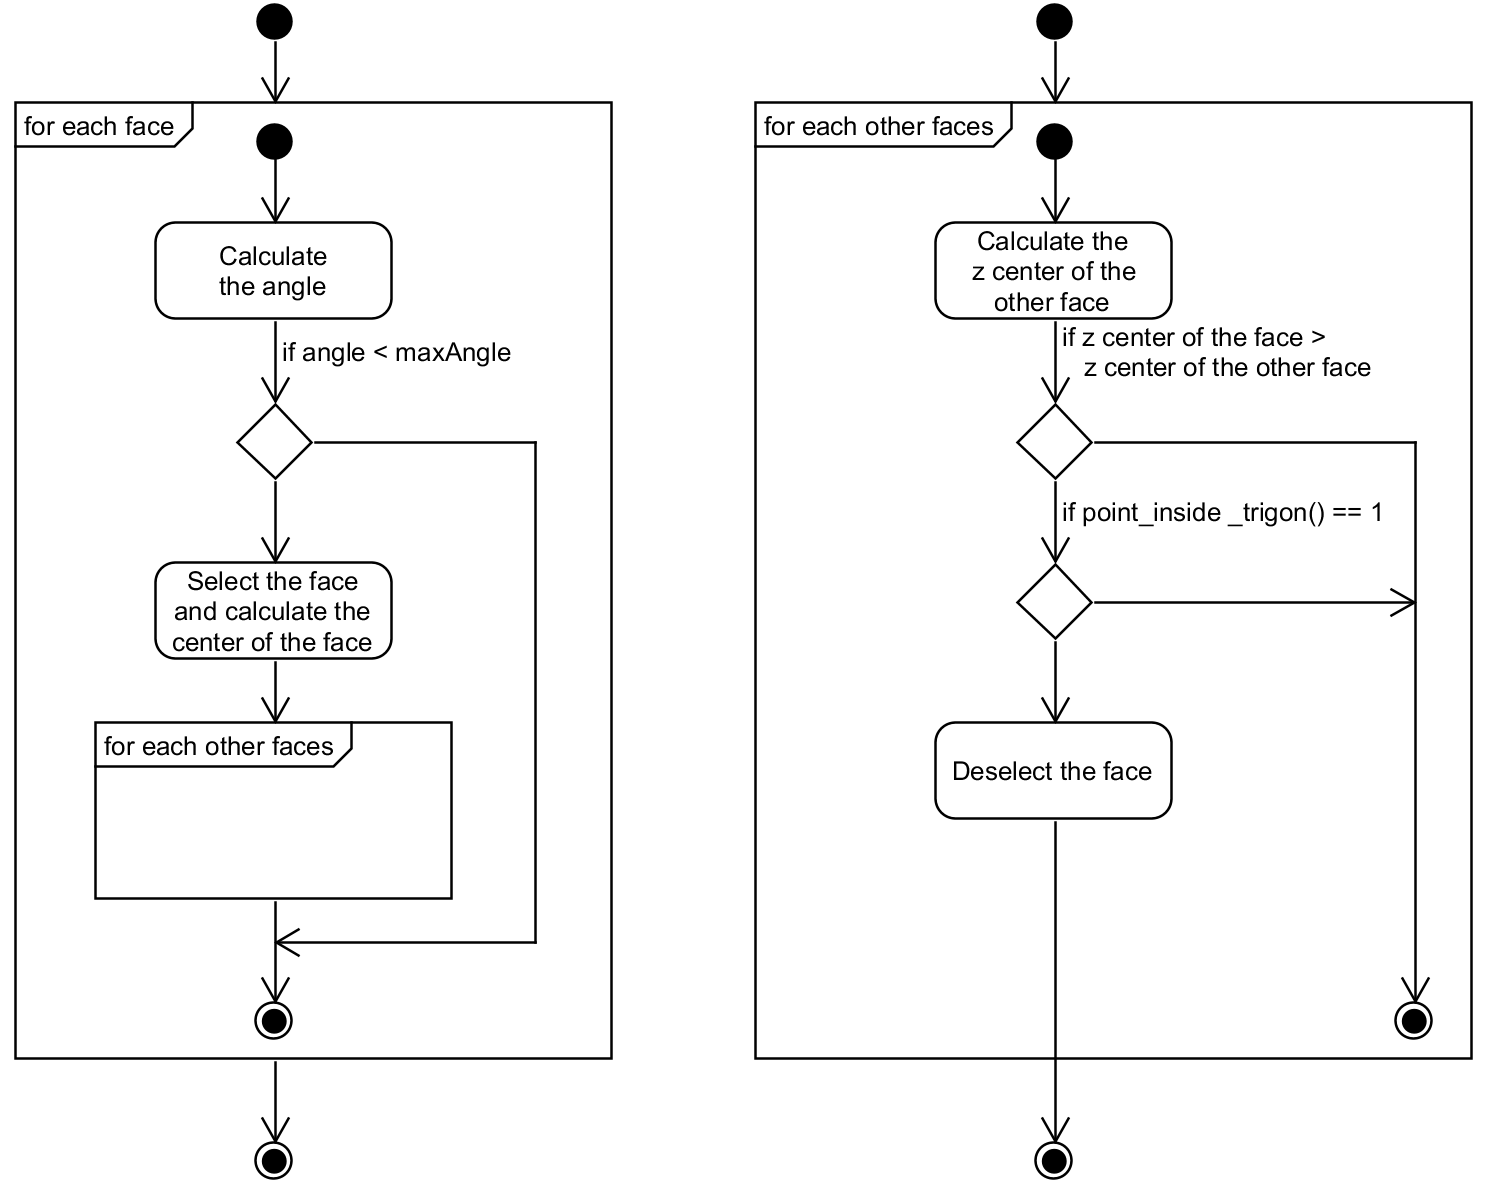 for each face
Calculate
the angle
if angle < maxAngle
Select the face
and calculate the
center of the face
for each other faces
for each other faces
Calculate the
z center of the
other face
if z center of the face >
z center of the other face
if point_inside _trigon() == 1
Deselect the face